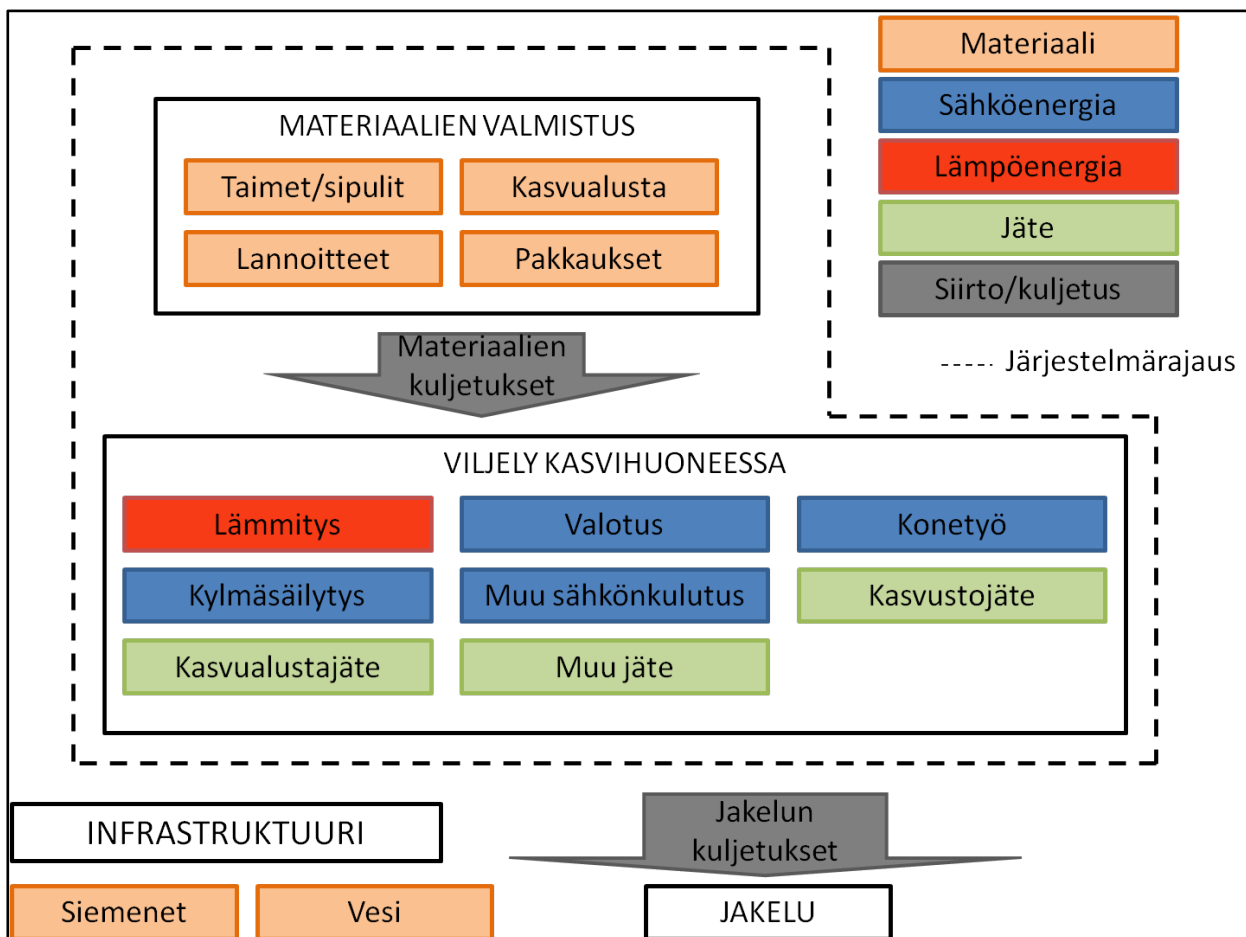 MATERIAALIEN VALMISTUS
Taimet/sipulit
Kasvualusta
Lannoitteet
Pakkaukset
Materiaali
Sähköenergia
Lämpöenergia
Jäte
Siirto/kuljetus
----- Järjestelmärajaus
Materiaalien
kuljetukset
VILJELY KASVIHUONEESSA
Lämmitys
Valotus
Konetyö
Kylmäsäilytys
Muu sähkönkulutus
Kasvustojäte
Kasvualustajäte
Muu jäte
INFRASTRUKTUURI
Jakelun
kuljetukset
Siemenet
Vesi
JAKELU